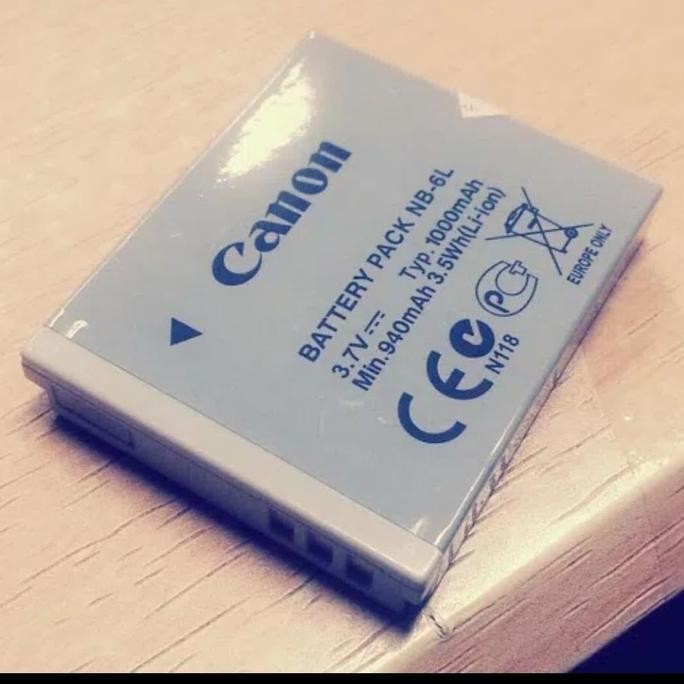 Canon
BATTERY PACK NB-6L
3.7V⎓ Typ. 1000mAh
Min.940mAh 3.5Wh(Li-ion)
CE
PCT
N118
EUROPE ONLY